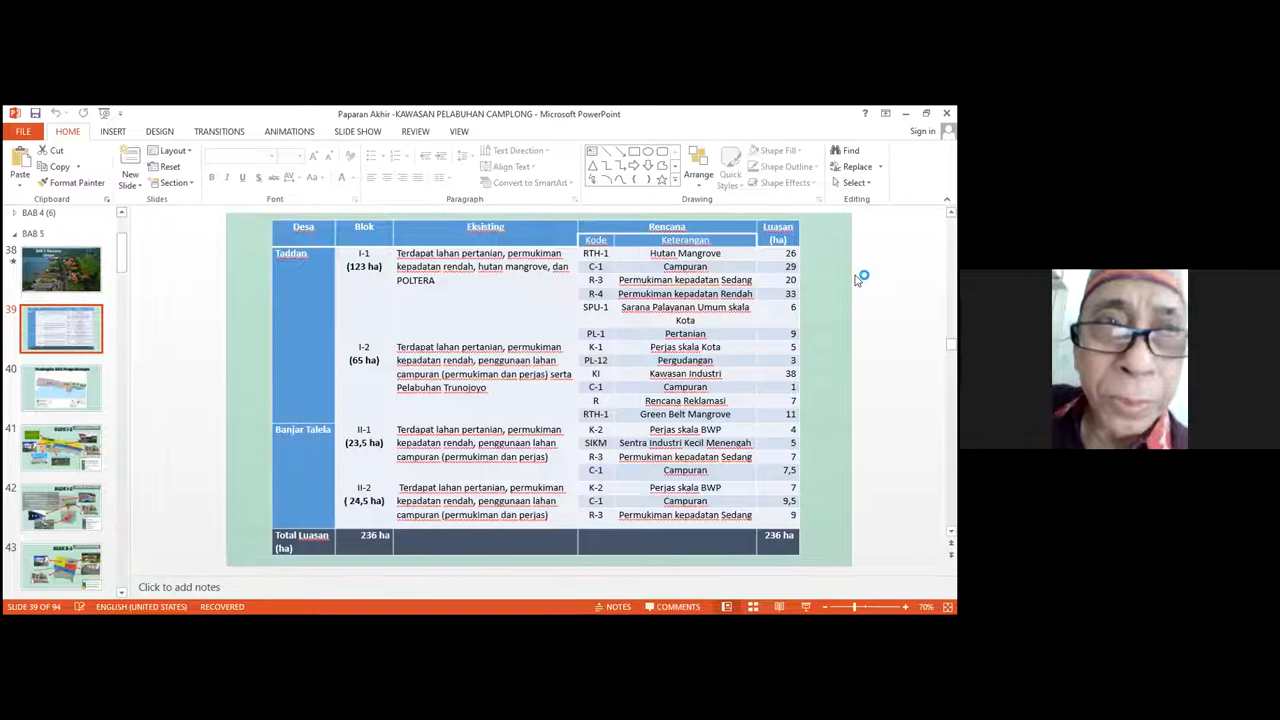 Paparan Akhir -KAWASAN PELABUHAN CAMPLONG - Microsoft PowerPoint
FILE HOME INSERT DESIGN TRANSITIONS ANIMATIONS SLIDE SHOW REVIEW VIEW Sign in
Paste
Cut
Copy
Format Painter
Clipboard
New Slide
Layout
Reset
Section
Slides
Font
Text Direction
Align Text
Convert to SmartArt
Paragraph
Arrange
Quick Styles
Shape Fill
Shape Outline
Shape Effects
Drawing
Find
Replace
Select
Editing
BAB 4 (6)
BAB 5
38
39
40
41
42
43
Desa Blok Eksisting Rencana Luasan (ha)
Kode Keterangan
Taddan I-1 Terdapat lahan pertanian, permukiman RTH-1 Hutan Mangrove 26
(123 ha) kepadatan rendah, hutan mangrove, dan C-1 Campuran 29
POLTERA R-3 Permukiman kepadatan Sedang 20
R-4 Permukiman kepadatan Rendah 33
SPU-1 Sarana Palayanan Umum skala 6
Kota
PL-1 Pertanian 9
I-2 Terdapat lahan pertanian, permukiman K-1 Perjas skala Kota 5
(65 ha) kepadatan rendah, penggunaan lahan PL-12 Pergudangan 3
campuran (permukiman dan perjas) serta KI Kawasan Industri 38
Pelabuhan Trunojoyo C-1 Campuran 1
R Rencana Reklamasi 7
RTH-1 Green Belt Mangrove 11
Banjar Talela II-1 Terdapat lahan pertanian, permukiman K-2 Perjas skala BWP 4
(23,5 ha) kepadatan rendah, penggunaan lahan SIKM Sentra Industri Kecil Menengah 5
campuran (permukiman dan perjas) R-3 Permukiman kepadatan Sedang 7
C-1 Campuran 7,5
II-2 Terdapat lahan pertanian, permukiman K-2 Perjas skala BWP 7
( 24,5 ha) kepadatan rendah, penggunaan lahan C-1 Campuran 9,5
campuran (permukiman dan perjas) R-3 Permukiman kepadatan Sedang 9
Total Luasan 236 ha 236 ha
(ha)
Click to add notes
SLIDE 39 OF 94 ENGLISH (UNITED STATES) RECOVERED NOTES COMMENTS 70%